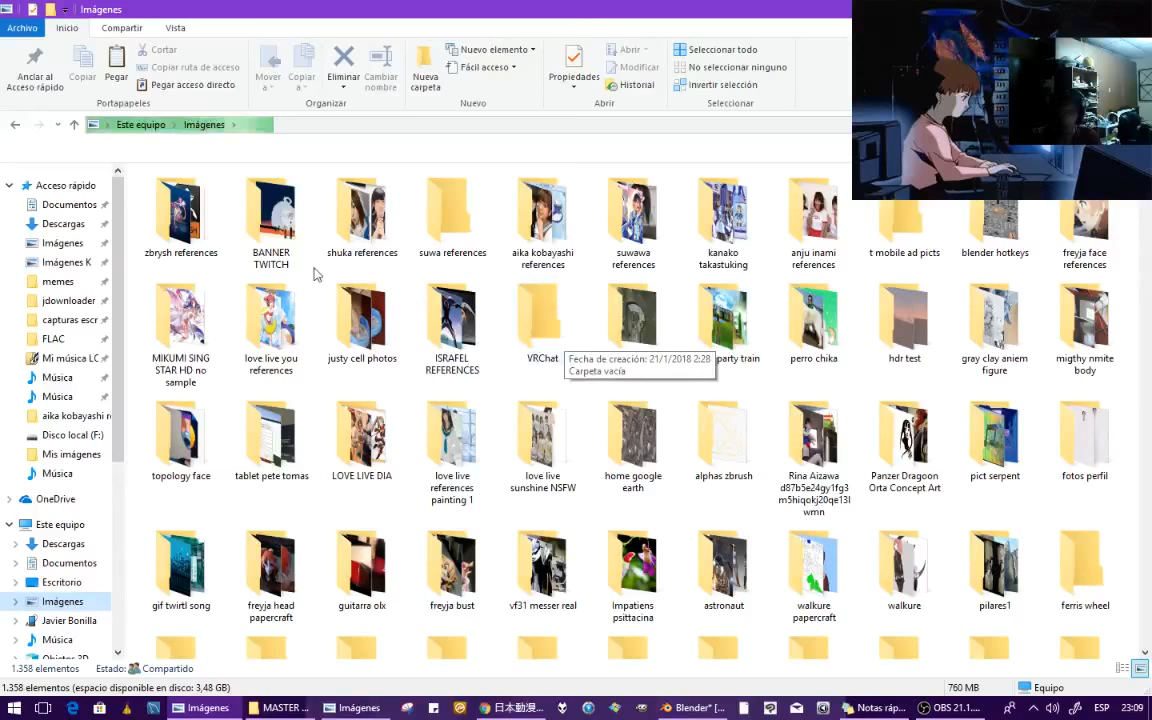 Imágenes
Archivo Inicio Compartir Vista
Anclar al Acceso rápido
Copiar
Pegar
Cortar
Copiar ruta de acceso
Pegar acceso directo
Portapapeles
Mover a
Copiar a
Eliminar
Cambiar nombre
Organizar
Nueva carpeta
Nuevo elemento
Fácil acceso
Nuevo
Propiedades
Abrir
Modificar
Historial
Abrir
Seleccionar todo
No seleccionar ninguno
Invertir selección
Seleccionar
Este equipo Imágenes
Acceso rápido
Documentos
Descargas
Imágenes
Imágenes K
memes
jdownloader
capturas escr
FLAC
Mi música LC
Música
Música
aika kobayashi r
Disco local (F:)
Mis imágenes
Música
OneDrive
Este equipo
Descargas
Documentos
Escritorio
Imágenes
Javier Bonilla
Música
zbrysh references
BANNER TWITCH
shuka references
suwa references
aika kobayashi references
suwawa references
kanako takastuking
anju inami references
t mobile ad picts
blender hotkeys
freyja face references
MIKUMI SING STAR HD no sample
love live you references
justy cell photos
ISRAFEL REFERENCES
VRChat
Fecha de creación: 21/1/2018 2:28
Carpeta vacía
party train
perro chika
hdr test
gray clay aniem figure
migthy nmite body
topology face
tablet pete tomas
LOVE LIVE DIA
love live references painting 1
love live sunshine NSFW
home google earth
alphas zbrush
Rina Aizawa d87b5e24gy1fg3m5hiqokj20qe13lwmn
Panzer Dragoon Orta Concept Art
pict serpent
fotos perfil
gif twirtl song
freyja head papercraft
guitarra olx
freyja bust
vf31 messer real
Impatiens psittacina
astronaut
walkure papercraft
walkure
pilares1
ferris wheel
1.358 elementos Estado: Compartido
1.358 elementos (espacio disponible en disco: 3,48 GB)
760 MB
Equipo
Imágenes
MASTER ...
Imágenes
日本動漫...
Blender* [...
Notas ráp...
OBS 21.1....
ESP
23:09